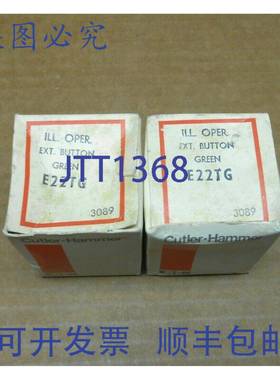 盗图必究
ILL. OPER.
EXT. BUTTON
GREEN
E22TG
3089
Cutler-Hammer
ILL. OPER.
EXT. BUTTON
GREEN
E22TG
3089
Cutler-Hammer
JTT1368
可开发票 顺丰包邮